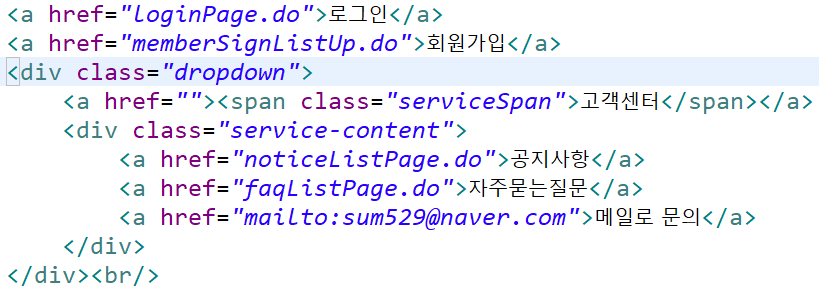 <a href="loginPage.do">로그인</a>
<a href="memberSignListUp.do">회원가입</a>
<div class="dropdown">
    <a href=""><span class="serviceSpan">고객센터</span></a>
    <div class="service-content">
        <a href="noticeListPage.do">공지사항</a>
        <a href="faqListPage.do">자주묻는질문</a>
        <a href="mailto:sum529@naver.com">메일로 문의</a>
    </div>
</div><br/>